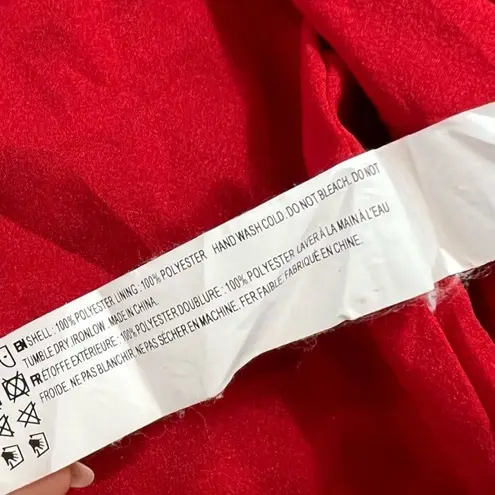 EN SHELL: 100% POLYESTER LINING: 100% POLYESTER HAND WASH COLD. DO NOT BLEACH. DO NOT
TUMBLE DRY. IRON LOW. MADE IN CHINA.
FR ÉTOFFE EXTÉRIEURE: 100% POLYESTER DOUBLURE: 100% POLYESTER LAVER À LA MAIN À L'EAU
FROIDE. NE PAS BLANCHIR. NE PAS SÉCHER EN MACHINE. FER FAIBLE. FABRIQUÉ EN CHINE.